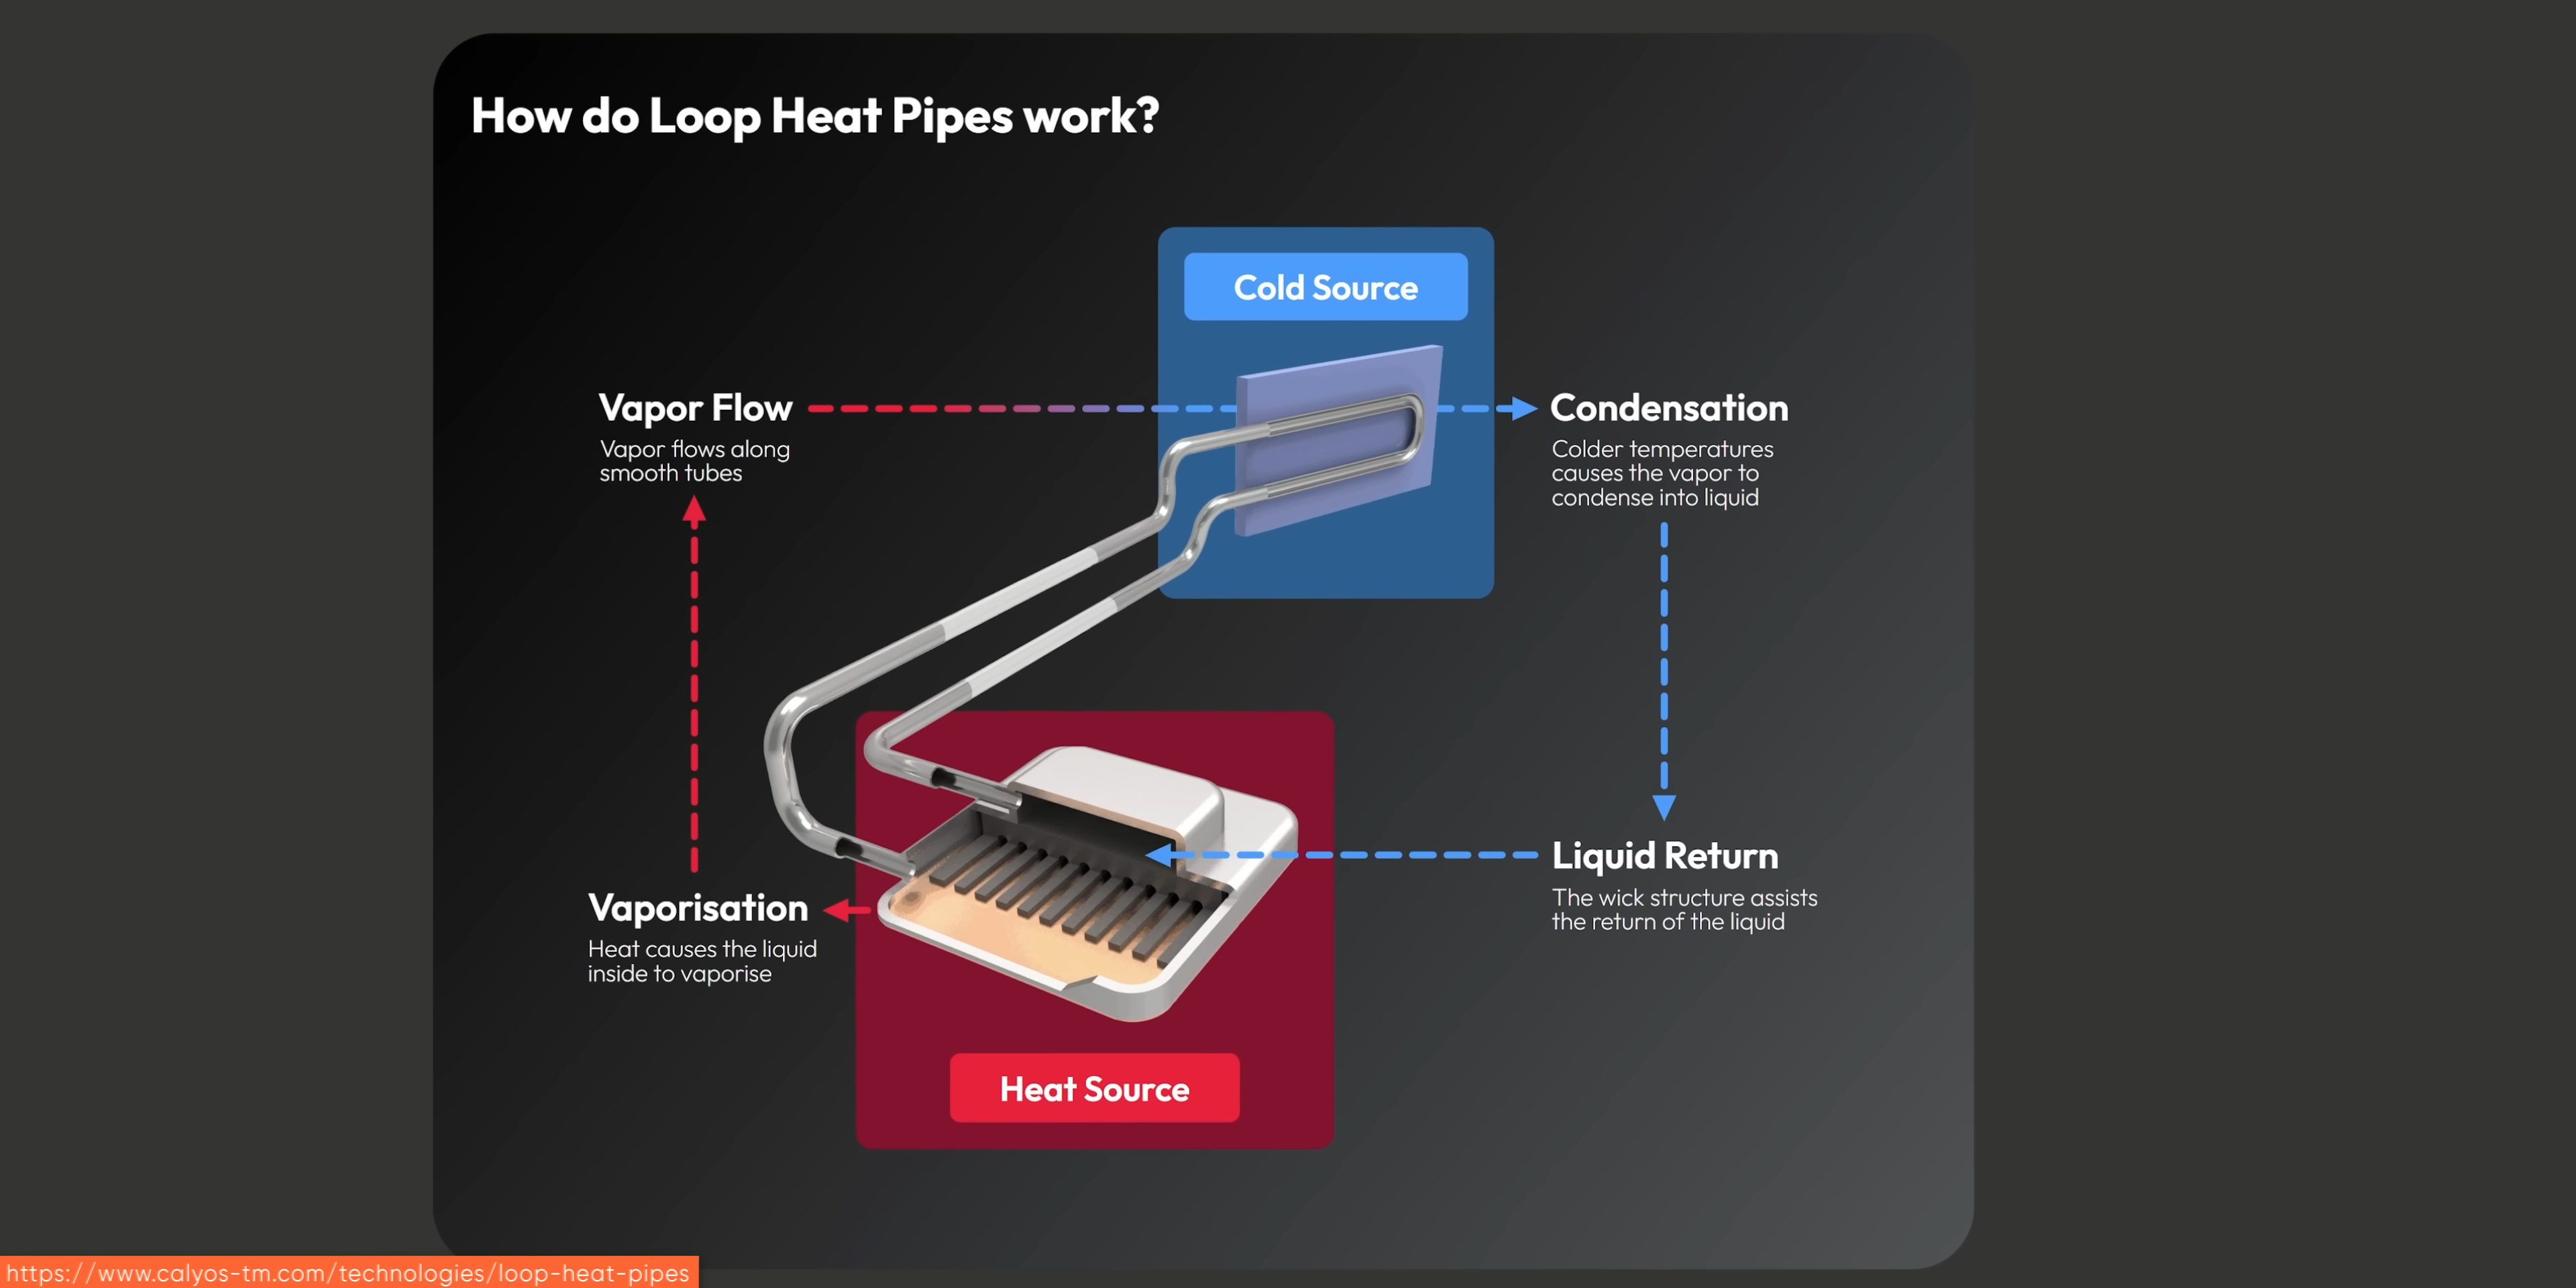 How do Loop Heat Pipes work?
Cold Source
Vapor Flow
Vapor flows along
smooth tubes
Condensation
Colder temperatures
causes the vapor to
condense into liquid
Liquid Return
The wick structure assists
the return of the liquid
Vaporisation
Heat causes the liquid
inside to vaporise
Heat Source
https://www.calyos-tm.com/technologies/loop-heat-pipes